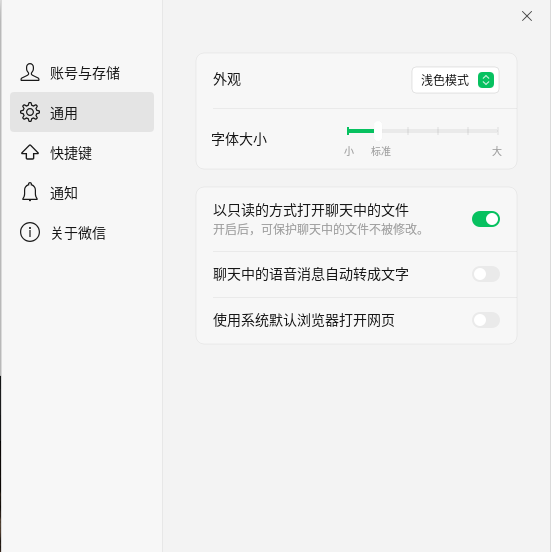 账号与存储
通用
快捷键
通知
关于微信
外观
浅色模式
字体大小
小
标准
大
以只读的方式打开聊天中的文件
开启后，可保护聊天中的文件不被修改。
聊天中的语音消息自动转成文字
使用系统默认浏览器打开网页